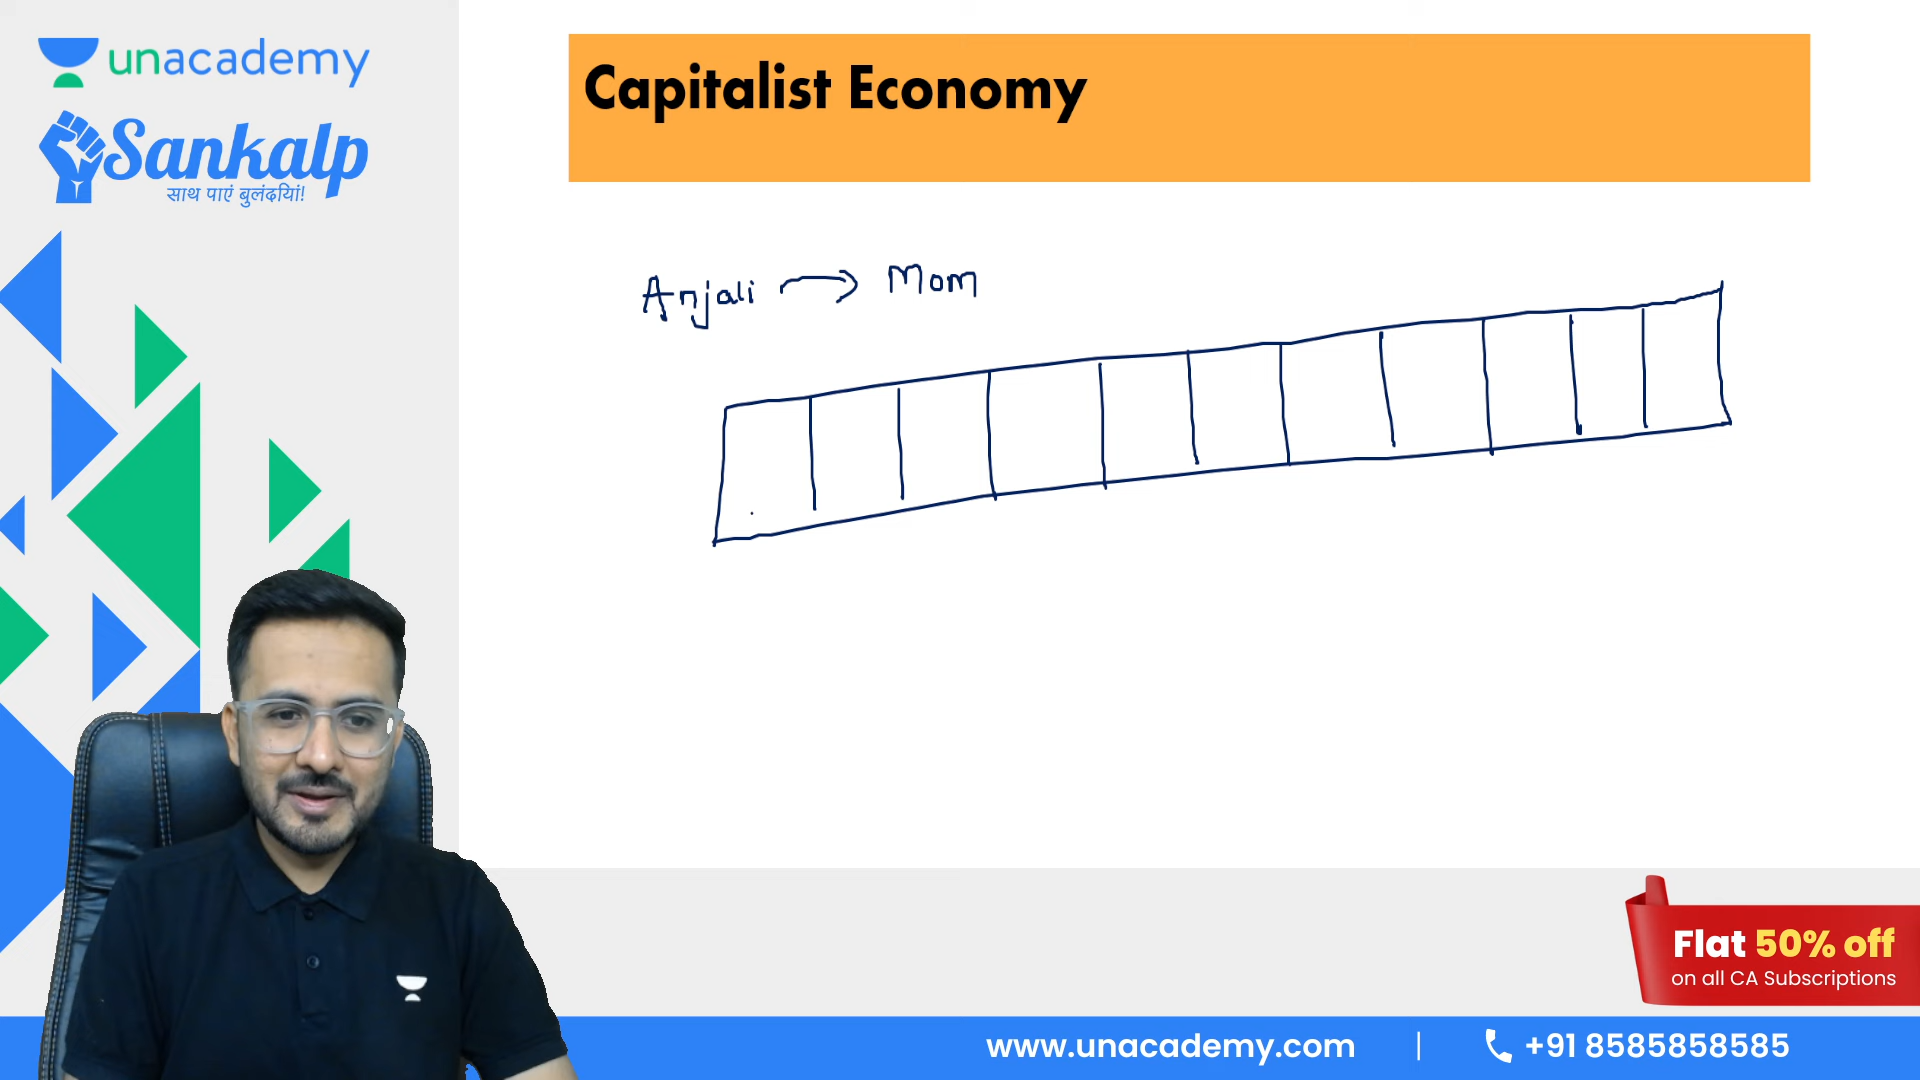 unacademy
Sankalp
साथ पाएं बुलंदियां!
Capitalist Economy
Anjali → Mom
Flat 50% off
on all CA Subscriptions
www.unacademy.com | +91 8585858585